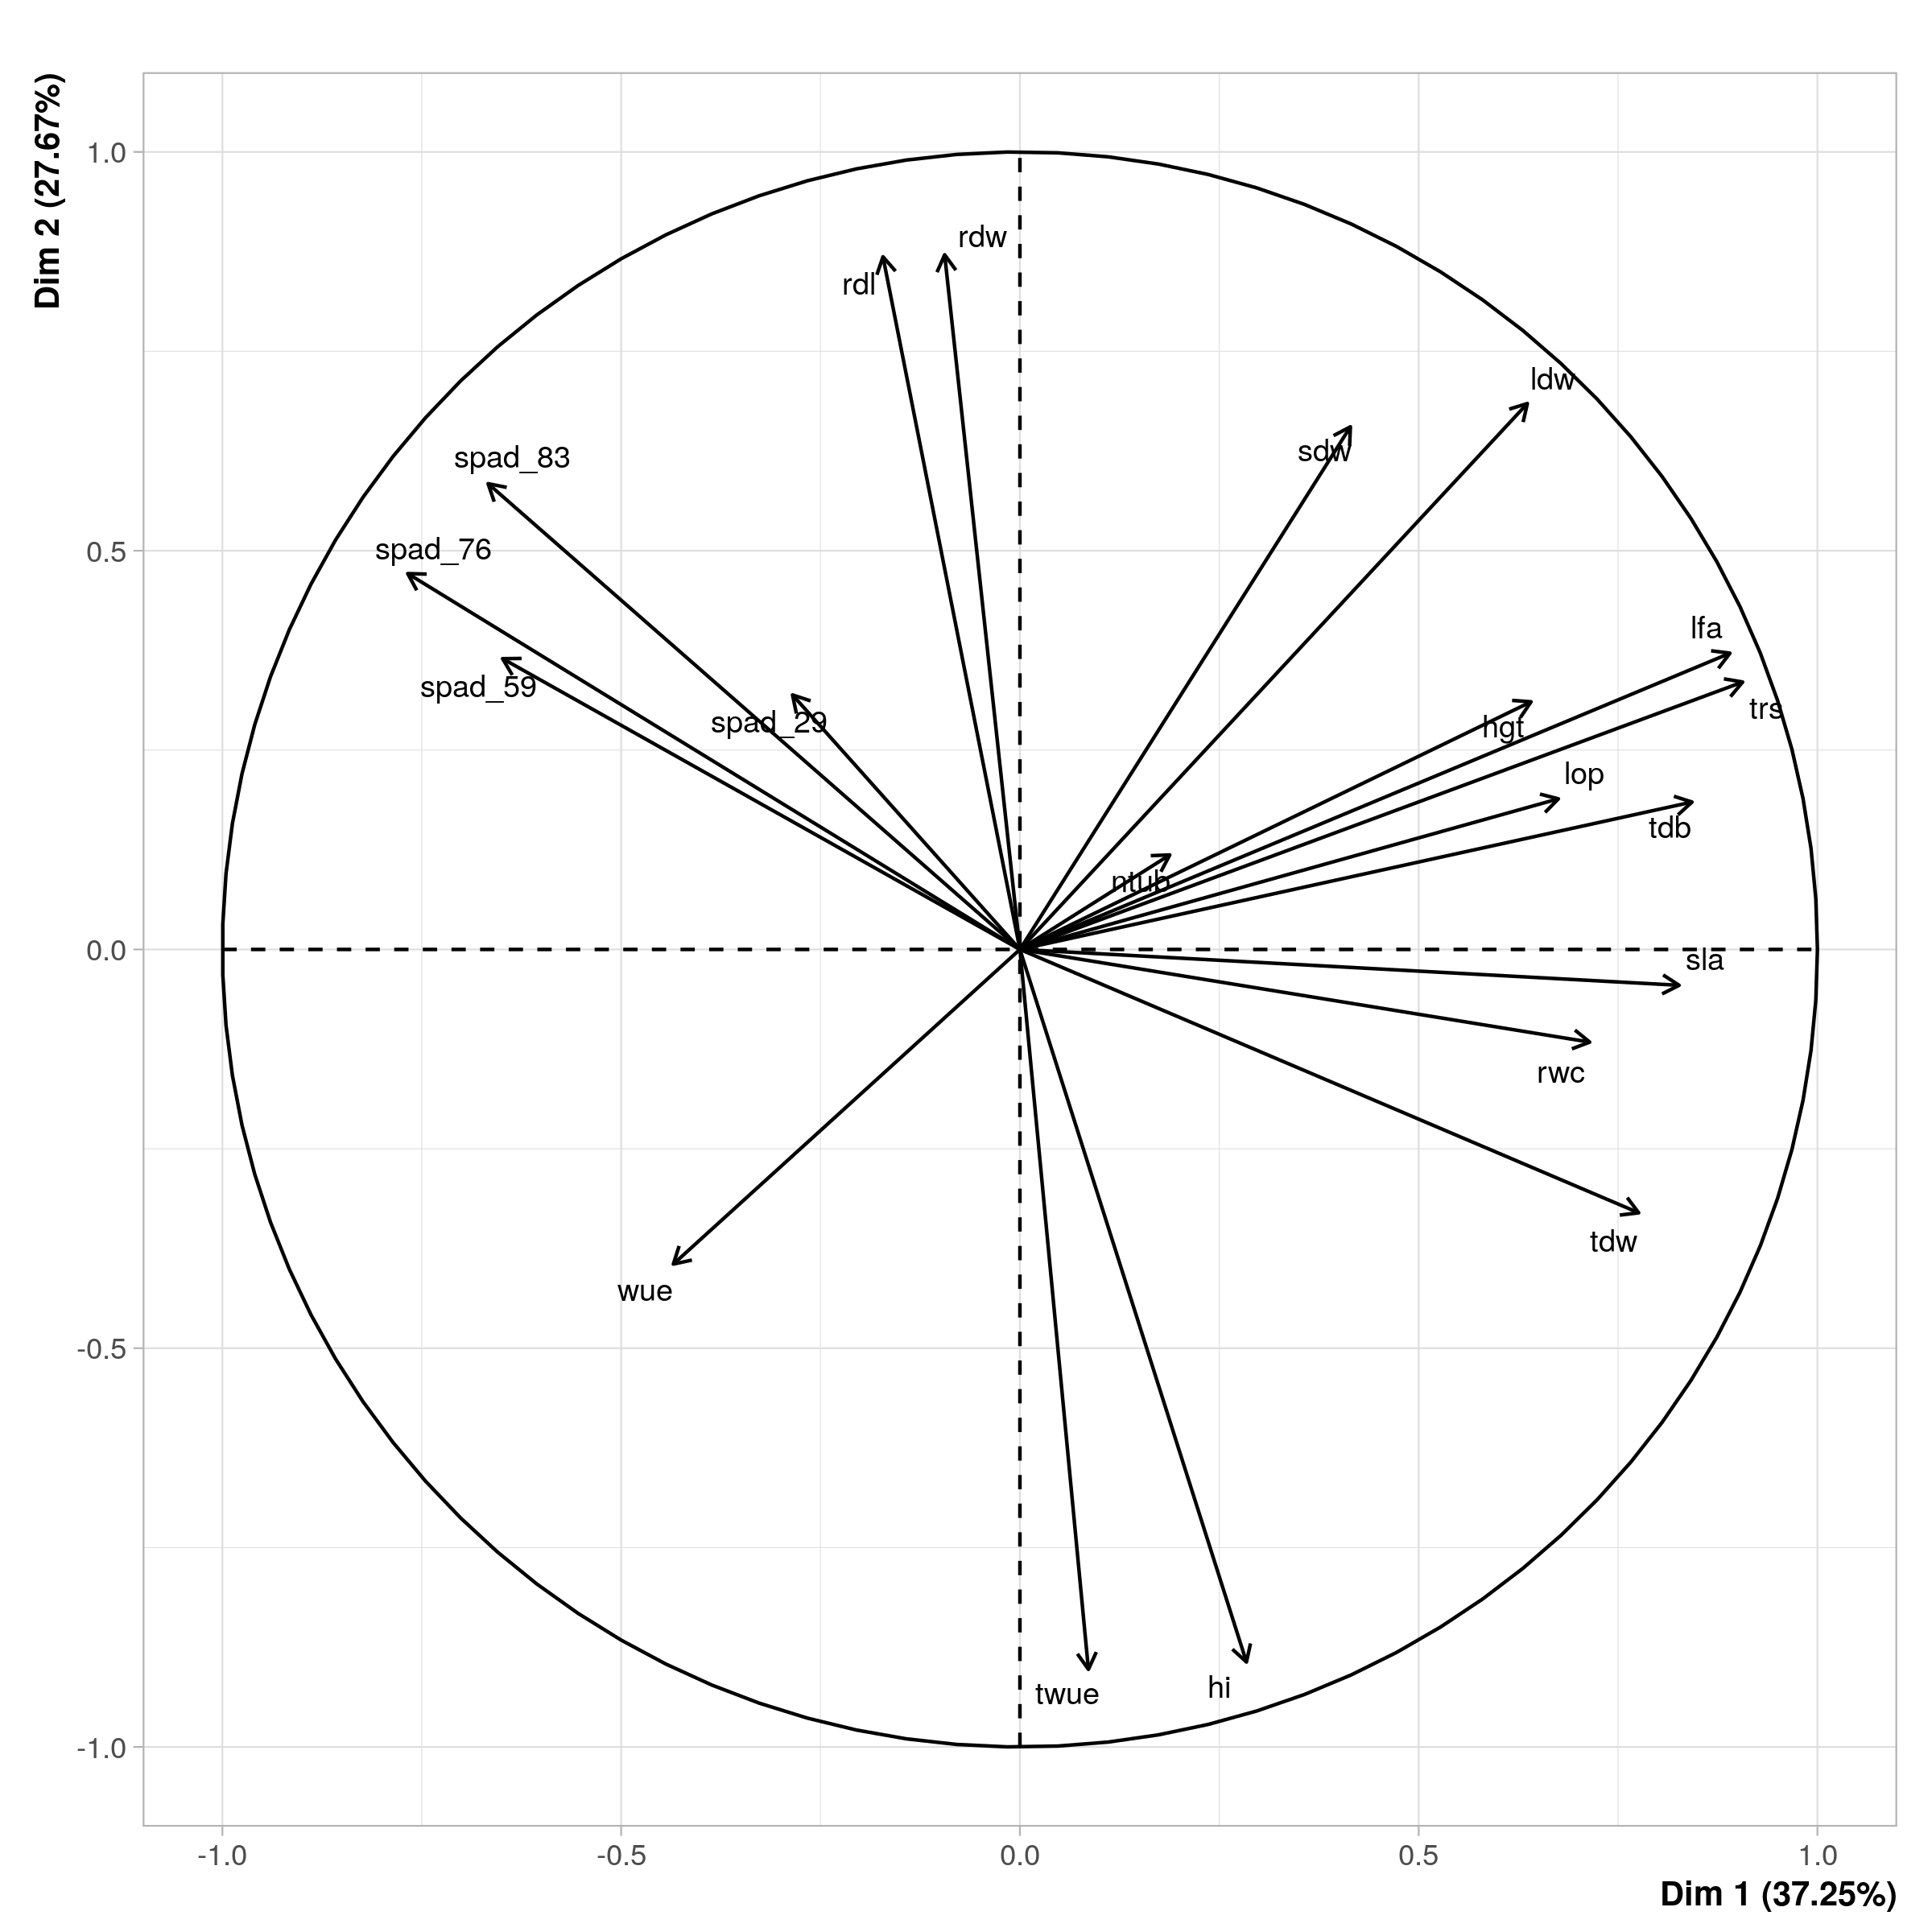 Dim 2 (27.67%)
1.0
0.5
0.0
-0.5
-1.0
rdw
rdl
ldw
sdw
spad_83
spad_76
lfa
spad_59
trs
spad_29
hgt
lop
tdb
ntub
sla
rwc
tdw
wue
hi
twue
-1.0
-0.5
0.0
0.5
1.0
Dim 1 (37.25%)